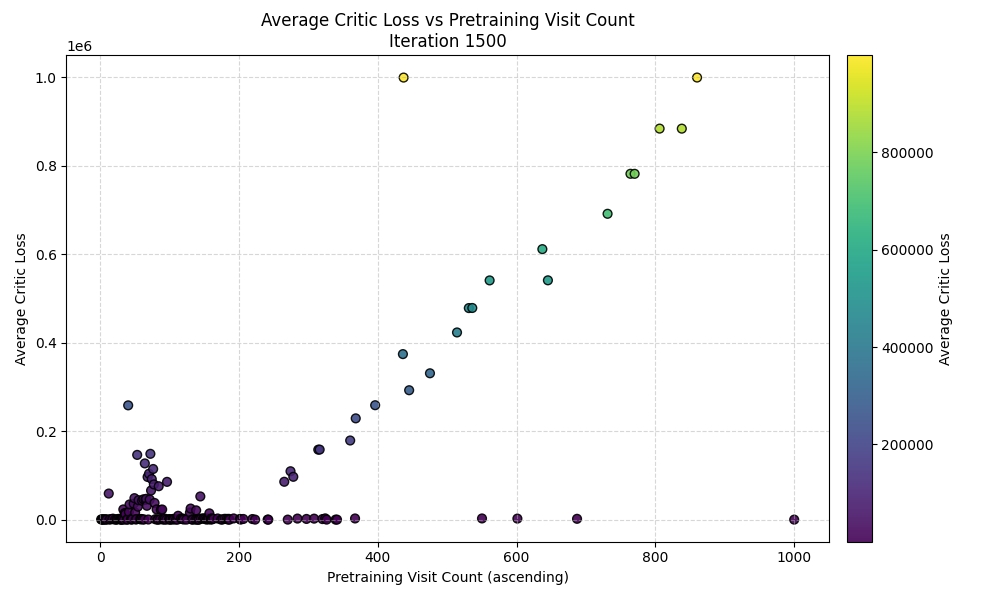 Average Critic Loss vs Pretraining Visit Count
Iteration 1500
1e6
1.0
0.8
0.6
0.4
0.2
0.0
Average Critic Loss
0
200
400
600
800
1000
Pretraining Visit Count (ascending)
800000
600000
400000
200000
Average Critic Loss